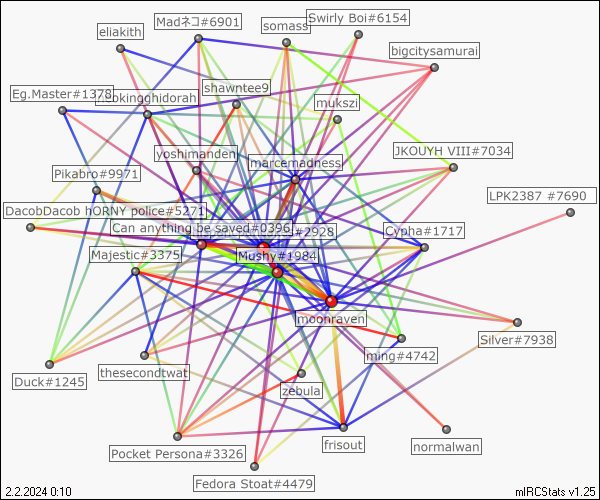 Madネコ#6901
Swirly Boi#6154
somass
eliakith
bigcitysamurai
shawntee9
Eg.Master#1378
neokingghidorah
mukszi
yoshimanden
JKOUYH VIII#7034
marcemadness
Pikabro#9971
LPK2387 #7690
DacobDacob hORNY police#5271
Can anything be saved#0396
#2928
Cypha#1717
Majestic#3375
Mushy#1984
moonraven
Silver#7938
ming#4742
thesecondtwat
Duck#1245
zebula
frisout
normalwan
Pocket Persona#3326
Fedora Stoat#4479
2.2.2024 0:10
mIRCStats v1.25